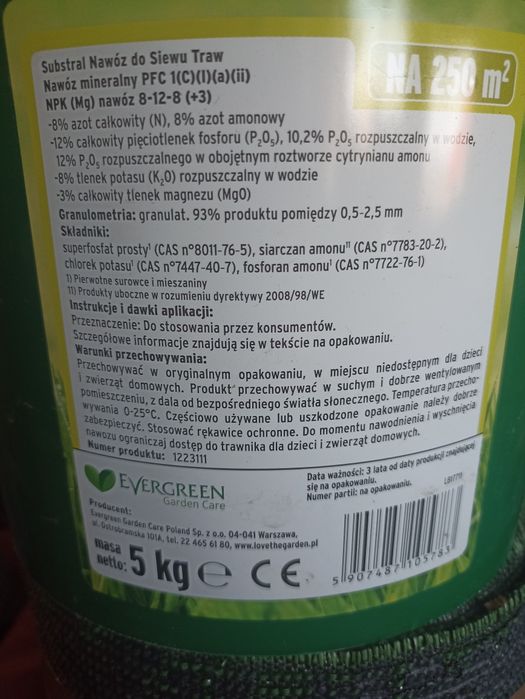 Substral Nawóz do Siewu Traw
Nawóz mineralny PFC 1(C)(I)(a)(ii)
NPK (Mg) nawóz 8-12-8 (+3)
NA 250 m²
-8% azot całkowity (N), 8% azot amonowy
-12% całkowity pięciotlenek fosforu (P₂O₅), 10,2% P₂O₅ rozpuszczalny w wodzie,
12% P₂O₅ rozpuszczalnego w obojętnym roztworze cytrynianu amonu
-8% tlenek potasu (K₂O) rozpuszczalny w wodzie
-3% całkowity tlenek magnezu (MgO)
Granulometria: granulat. 93% produktu pomiędzy 0,5-2,5 mm
Składniki:
superfosfat prosty¹ (CAS n°8011-76-5), siarczan amonu¹¹ (CAS n°7783-20-2),
chlorek potasu¹ (CAS n°7447-40-7), fosforan amonu¹ (CAS n°7722-76-1)
1) Pierwotne surowce i mieszaniny
11) Produkty uboczne w rozumieniu dyrektywy 2008/98/WE
Instrukcje i dawki aplikacji:
Przeznaczenie: Do stosowania przez konsumentów.
Szczegółowe informacje znajdują się w tekście na opakowaniu.
Warunki przechowywania:
Przechowywać w oryginalnym opakowaniu, w miejscu niedostępnym dla dzieci
i zwierząt domowych. Produkt przechowywać w suchym i dobrze wentylowanym
pomieszczeniu, z dala od bezpośredniego światła słonecznego. Temperatura przecho-
wywania 0-25°C. Częściowo używane lub uszkodzone opakowanie należy dobrze
zabezpieczyć. Stosować rękawice ochronne. Do momentu nawodnienia i wyschnięcia
nawozu ograniczaj dostęp do trawnika dla dzieci i zwierząt domowych.
Numer produktu: 1223111
EVERGREEN
Garden Care
Data ważności: 3 lata od daty produkcji znajdującej
się na opakowaniu.
Numer partii: na opakowaniu.
Producent:
Evergreen Garden Care Poland Sp. z o.o. 04-041 Warszawa,
ul. Ostrobramska 101A, tel. 22 465 61 80, www.lovethegarden.pl
masa
netto: 5 kg e CE
5 907487 105783